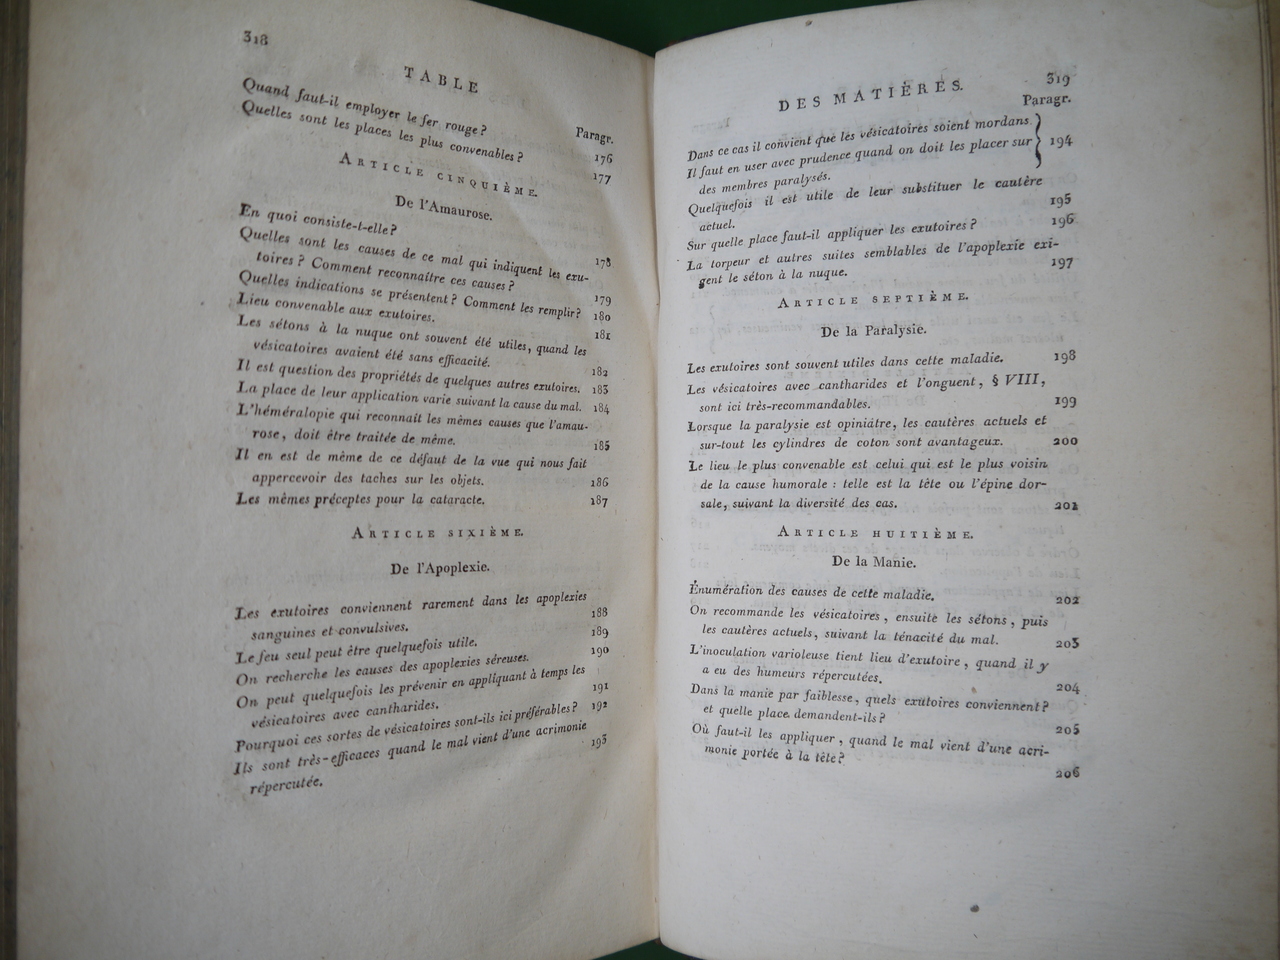 318
TABLE
Paragr.
Quand faut-il employer le fer rouge ? 176
Quelles sont les places les plus convenables ? 177
ARTICLE CINQUIÈME.
De l'Amaurose.
En quoi consiste-t-elle ? 178
Quelles sont les causes de ce mal qui indiquent les exu-
toires ? Comment reconnaître ces causes ? 179
Quelles indications se présentent ? Comment les remplir ? 180
Lieu convenable aux exutoires. 181
Les sétons à la nuque ont souvent été utiles, quand les
vésicatoires avaient été sans efficacité. 182
Il est question des propriétés de quelques autres exutoires. 183
La place de leur application varie suivant la cause du mal. 184
L'héméralopie qui reconnaît les mêmes causes que l'amau-
rose, doit être traitée de même. 185
Il en est de même de ce défaut de la vue qui nous fait
appercevoir des taches sur les objets. 186
Les mêmes préceptes pour la cataracte. 187
ARTICLE SIXIÈME.
De l'Apoplexie.
Les exutoires conviennent rarement dans les apoplexies
sanguines et convulsives. 188
Le feu seul peut être quelquefois utile. 189
On recherche les causes des apoplexies séreuses. 190
On peut quelquefois les prévenir en appliquant à temps les
vésicatoires avec cantharides. 191
Pourquoi ces sortes de vésicatoires sont-ils ici préférables ? 192
Ils sont très-efficaces quand le mal vient d'une acrimonie
répercutée. 193
DES MATIÈRES. 319
Paragr.
Dans ce cas il convient que les vésicatoires soient mordans.
Il faut en user avec prudence quand on doit les placer sur } 194
des membres paralysés.
Quelquefois il est utile de leur substituer le cautère
actuel. 195
Sur quelle place faut-il appliquer les exutoires ? 196
La torpeur et autres suites semblables de l'apoplexie exi-
gent le séton à la nuque. 197
ARTICLE SEPTIÈME.
De la Paralysie.
Les exutoires sont souvent utiles dans cette maladie. 198
Les vésicatoires avec cantharides et l'onguent, § VIII,
sont ici très-recommandables. 199
Lorsque la paralysie est opiniâtre, les cautères actuels et
sur-tout les cylindres de coton sont avantageux. 200
Le lieu le plus convenable est celui qui est le plus voisin
de la cause humorale : telle est la tête ou l'épine dor-
sale, suivant la diversité des cas. 201
ARTICLE HUITIÈME.
De la Manie.
Énumération des causes de cette maladie. 202
On recommande les vésicatoires, ensuite les sétons, puis
les cautères actuels, suivant la ténacité du mal. 203
L'inoculation varioleuse tient lieu d'exutoire, quand il y
a eu des humeurs répercutées. 204
Dans la manie par faiblesse, quels exutoires conviennent ?
et quelle place demandent-ils ? 205
Où faut-il les appliquer, quand le mal vient d'une acri-
monie portée à la tête ? 206